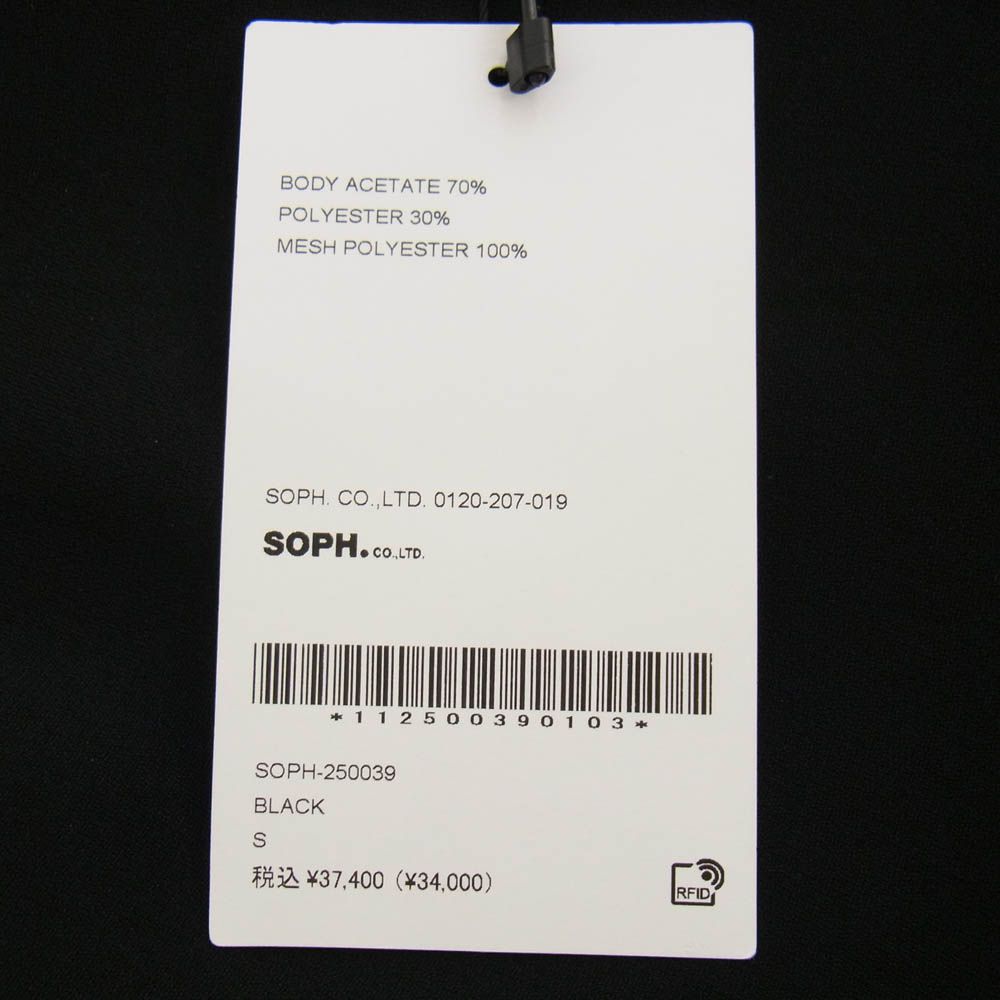 BODY ACETATE 70%
POLYESTER 30%
MESH POLYESTER 100%
SOPH. CO.,LTD. 0120-207-019
SOPH. CO.,LTD.
*112500390103*
SOPH-250039
BLACK
S
税込 ¥37,400 (¥34,000)
RFID